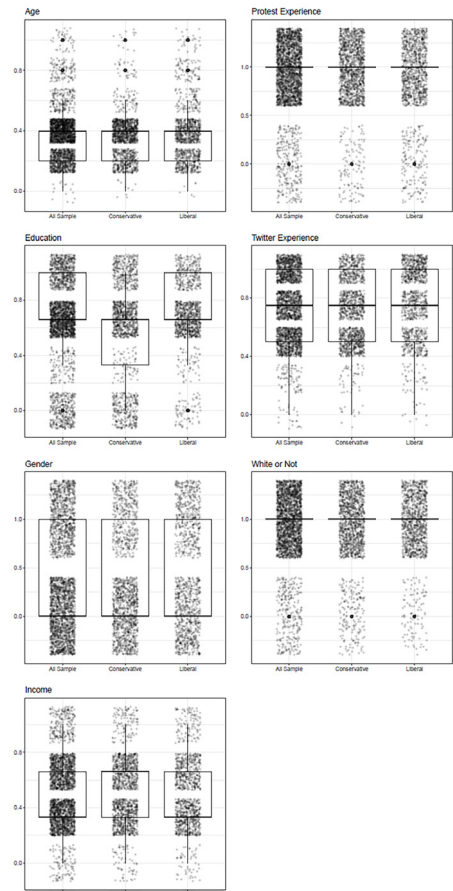 Age
0.8
0.4
0.0
All Sample Conservative Liberal
Protest Experience
1.0
0.5
0.0
All Sample Conservative Liberal
Education
0.8
0.4
0.0
All Sample Conservative Liberal
Twitter Experience
0.8
0.4
0.0
All Sample Conservative Liberal
Gender
1.0
0.5
0.0
All Sample Conservative Liberal
White or Not
1.0
0.5
0.0
All Sample Conservative Liberal
Income
0.8
0.4
0.0